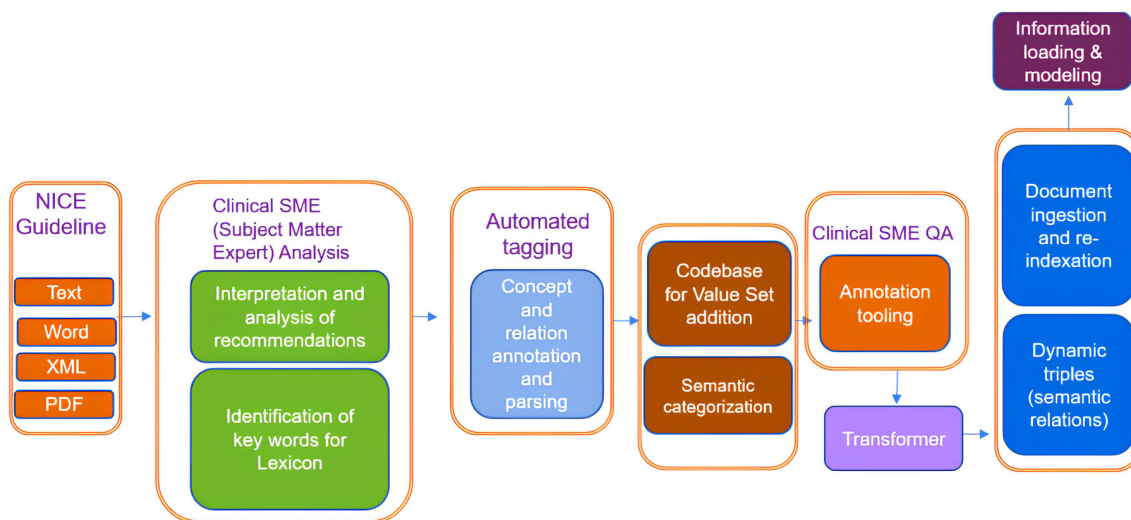 NICE
Guideline
Text
Word
XML
PDF
Clinical SME
(Subject Matter
Expert) Analysis
Interpretation and
analysis of
recommendations
Identification of
key words for
Lexicon
Automated
tagging
Concept
and
relation
annotation
and
parsing
Codebase
for Value Set
addition
Semantic
categorization
Clinical SME QA
Annotation
tooling
Transformer
Information
loading &
modeling
Document
ingestion
and re-
indexation
Dynamic
triples
(semantic
relations)